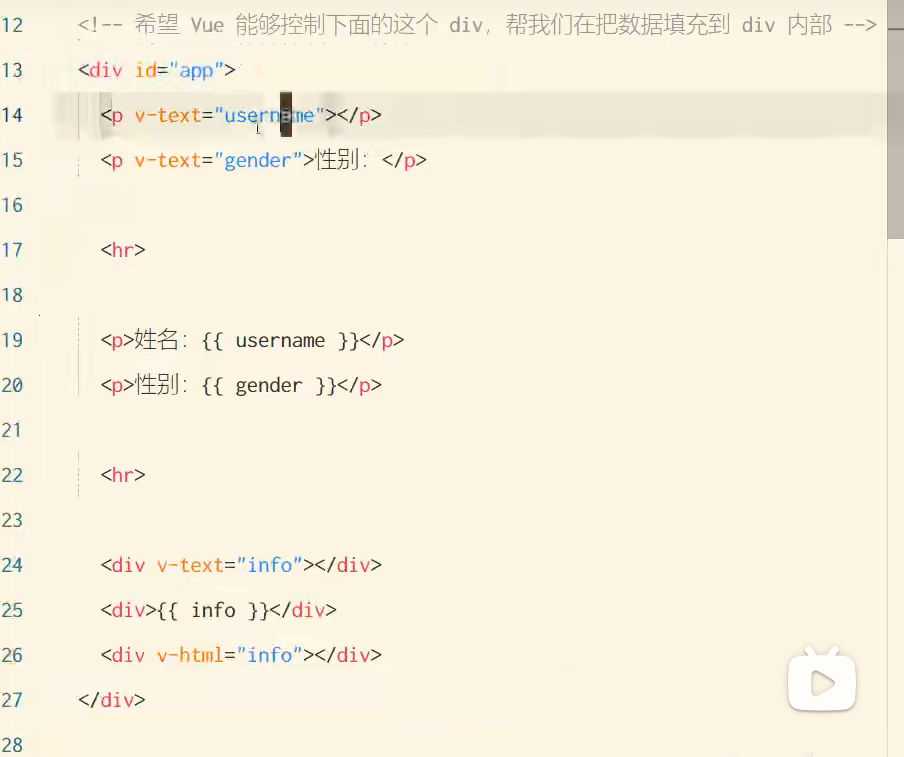 12 <!-- 希望 Vue 能够控制下面的这个 div，帮我们在把数据填充到 div 内部 -->
13 <div id="app">
14 <p v-text="username"></p>
15 <p v-text="gender">性别：</p>
16
17 <hr>
18
19 <p>姓名：{{ username }}</p>
20 <p>性别：{{ gender }}</p>
21
22 <hr>
23
24 <div v-text="info"></div>
25 <div>{{ info }}</div>
26 <div v-html="info"></div>
27 </div>
28